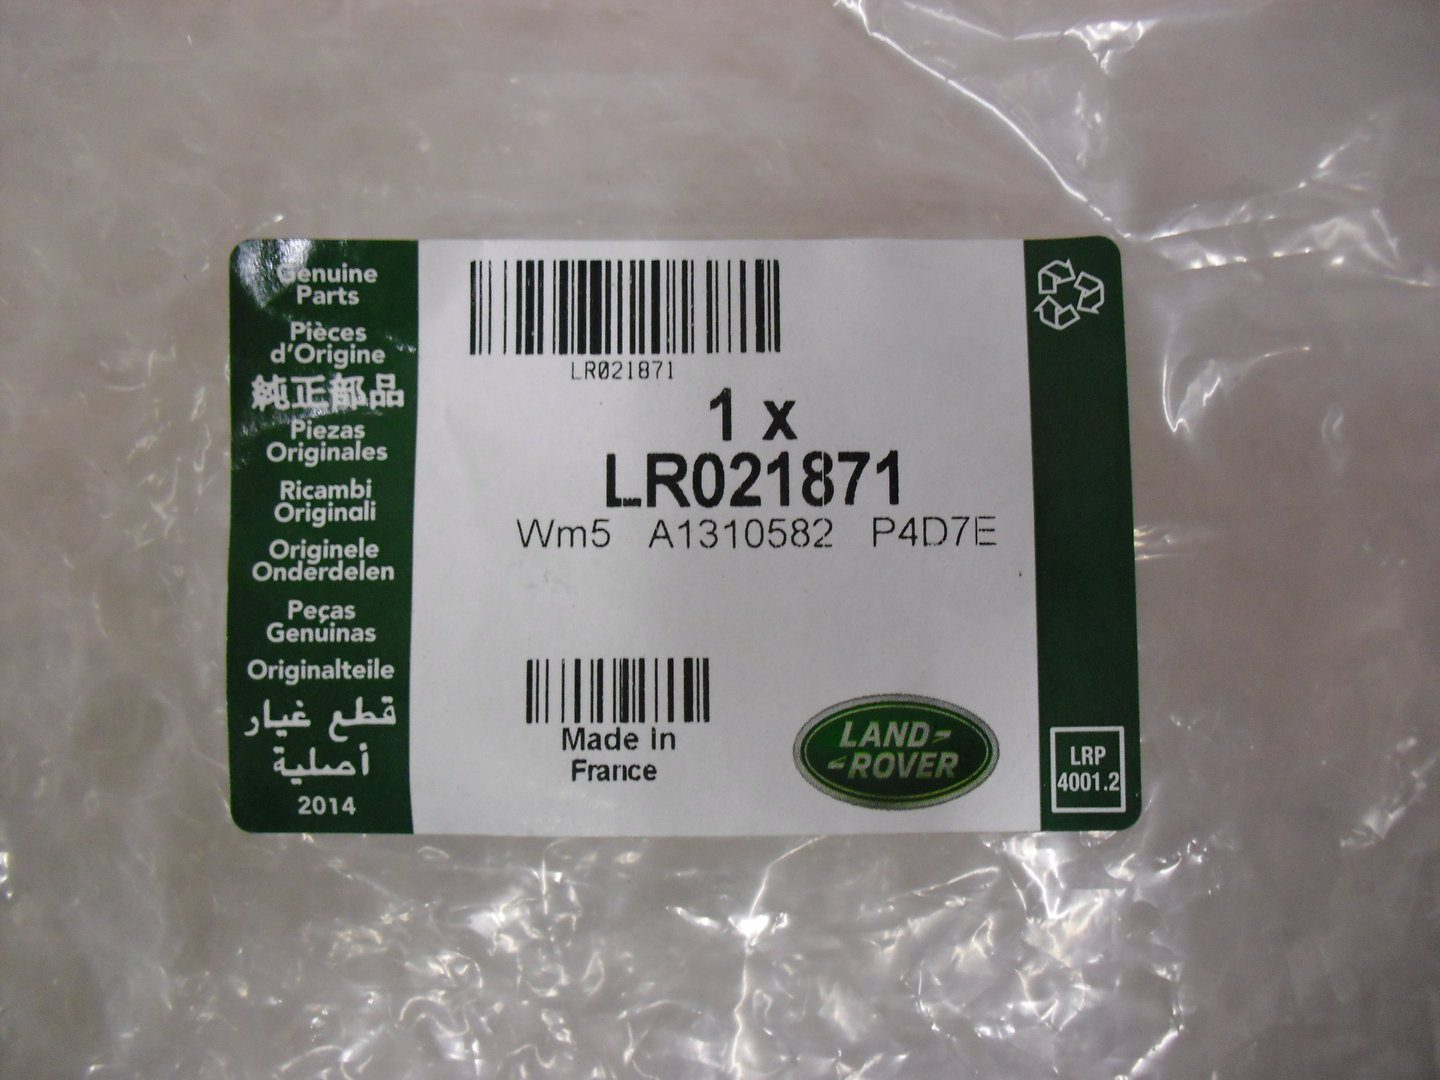 Genuine
Parts
Pièces
d'Origine
純正部品
Piezas
Originales
Ricambi
Originali
Originele
Onderdelen
Peças
Genuínas
Originalteile
قطع غيار
أصلية
2014
LR021871
1 x
LR021871
Wm5 A1310582 P4D7E
Made In
France
LAND-
-ROVER
LRP
4001.2